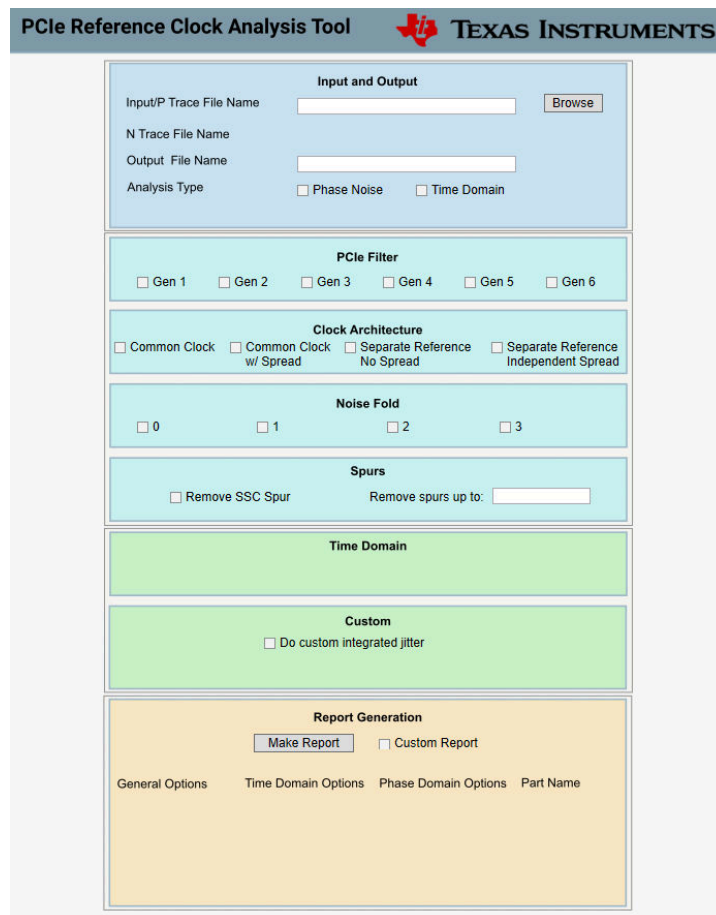 PCIe Reference Clock Analysis Tool
TEXAS INSTRUMENTS
Input and Output
Input/P Trace File Name
Browse
N Trace File Name
Output File Name
Analysis Type
Phase Noise
Time Domain
PCIe Filter
Gen 1 Gen 2 Gen 3 Gen 4 Gen 5 Gen 6
Clock Architecture
Common Clock
Common Clock
w/ Spread
Separate Reference
No Spread
Separate Reference
Independent Spread
Noise Fold
0 1 2 3
Spurs
Remove SSC Spur
Remove spurs up to:
Time Domain
Custom
Do custom integrated jitter
Report Generation
Make Report
Custom Report
General Options
Time Domain Options
Phase Domain Options
Part Name